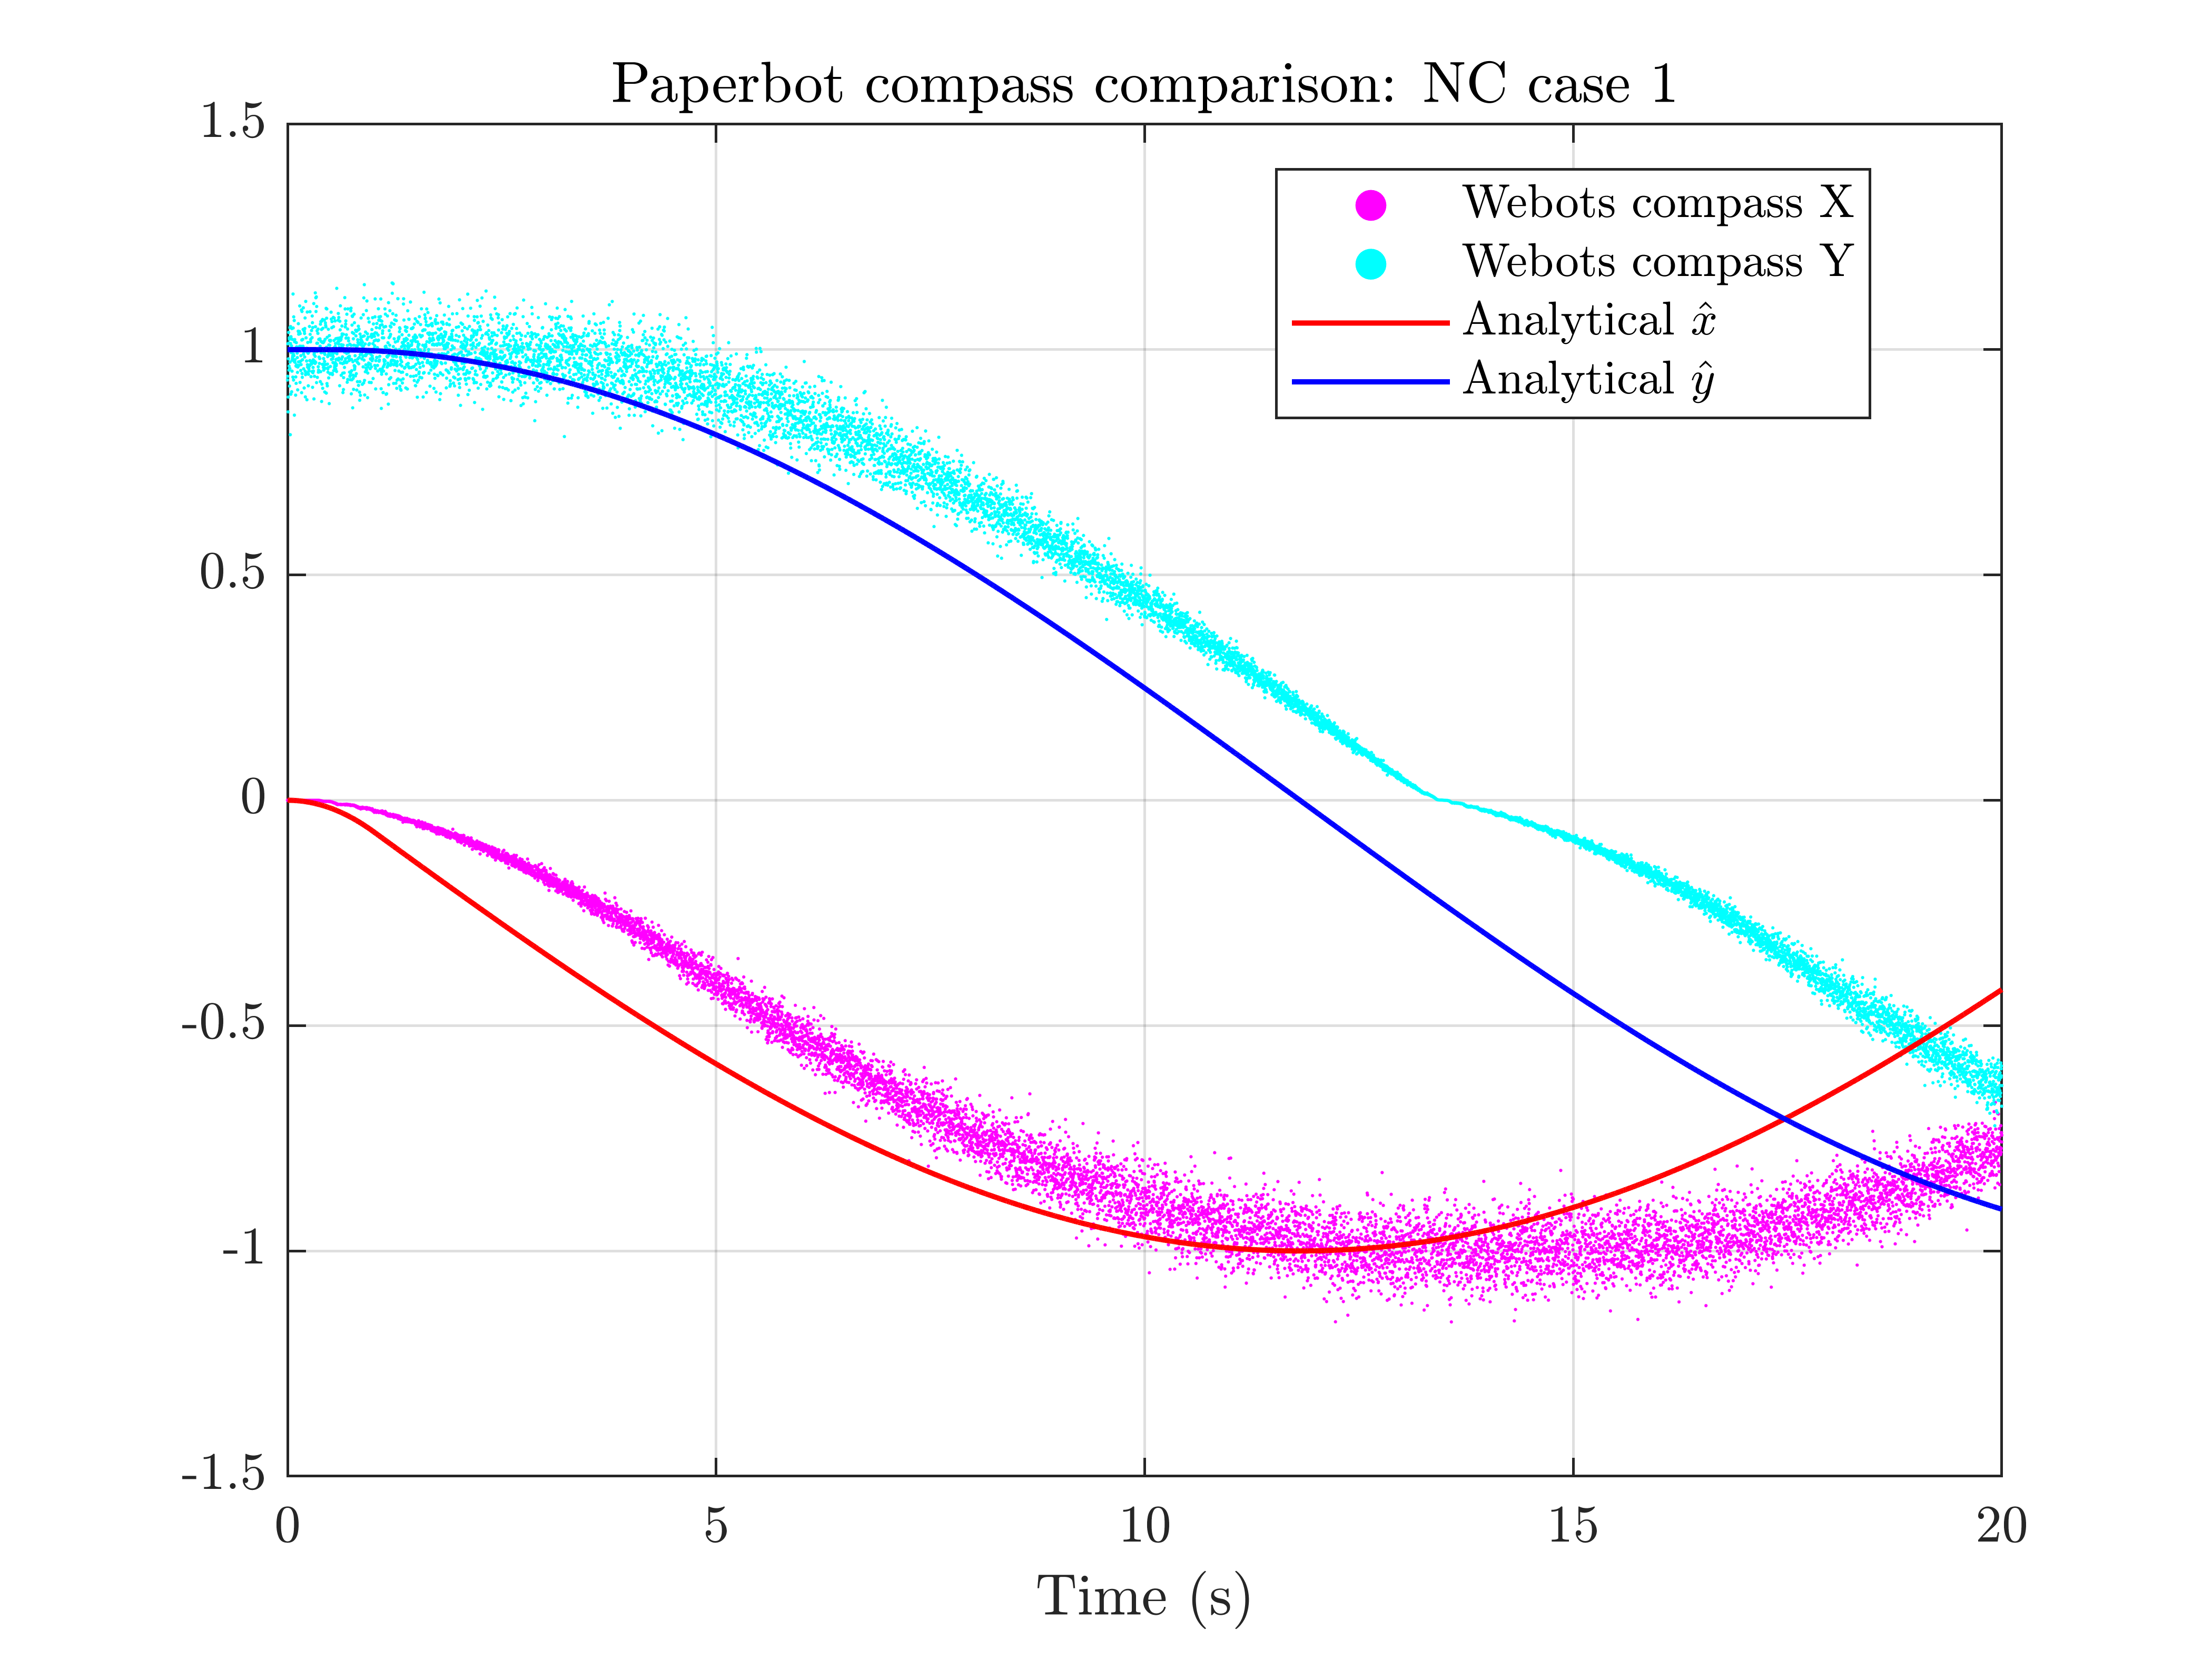 Paperbot compass comparison: NC case 1
1.5
1
0.5
0
-0.5
-1
-1.5
Webots compass X
Webots compass Y
Analytical x̂
Analytical ŷ
0 5 10 15 20
Time (s)